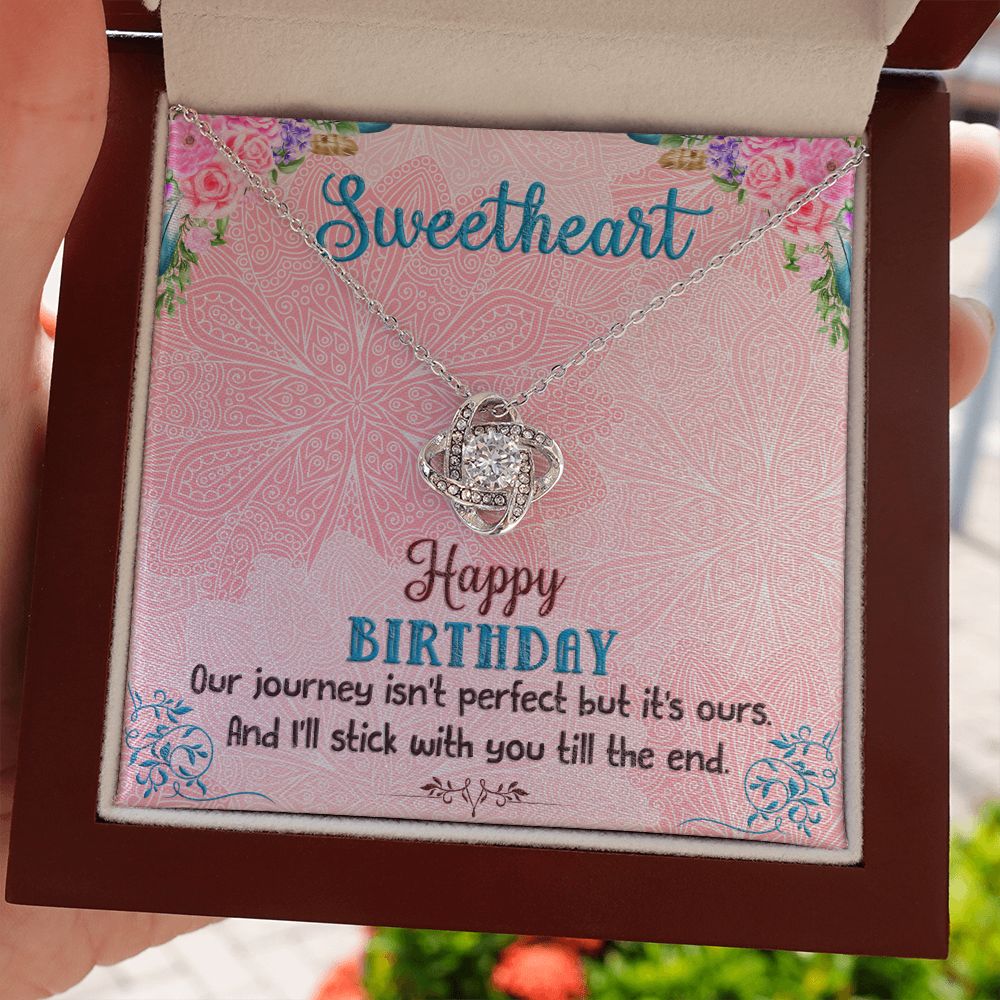 Sweetheart
Happy
BIRTHDAY
Our journey isn't perfect but it's ours.
And I'll stick with you till the end.